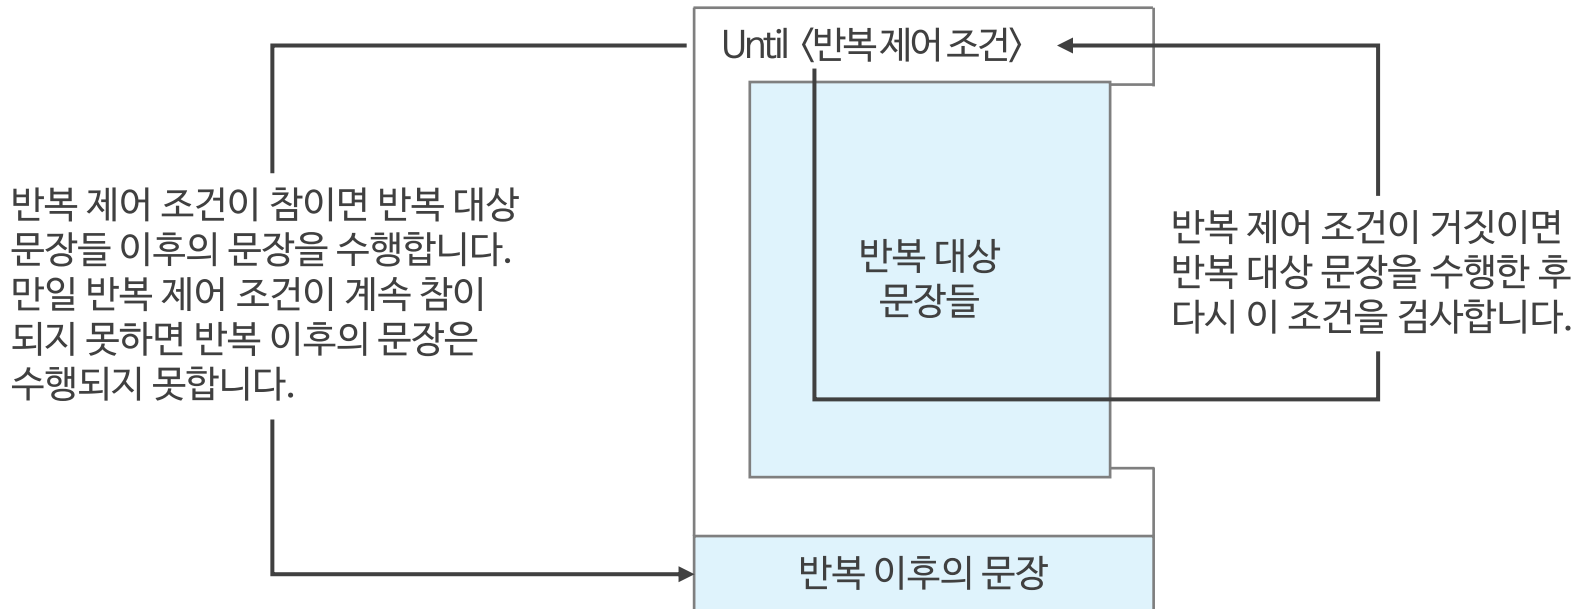 Until 〈반복 제어 조건〉
반복 제어 조건이 참이면 반복 대상
문장들 이후의 문장을 수행합니다.
만일 반복 제어 조건이 계속 참이
되지 못하면 반복 이후의 문장은
수행되지 못합니다.
반복 대상
문장들
반복 제어 조건이 거짓이면
반복 대상 문장을 수행한 후
다시 이 조건을 검사합니다.
반복 이후의 문장